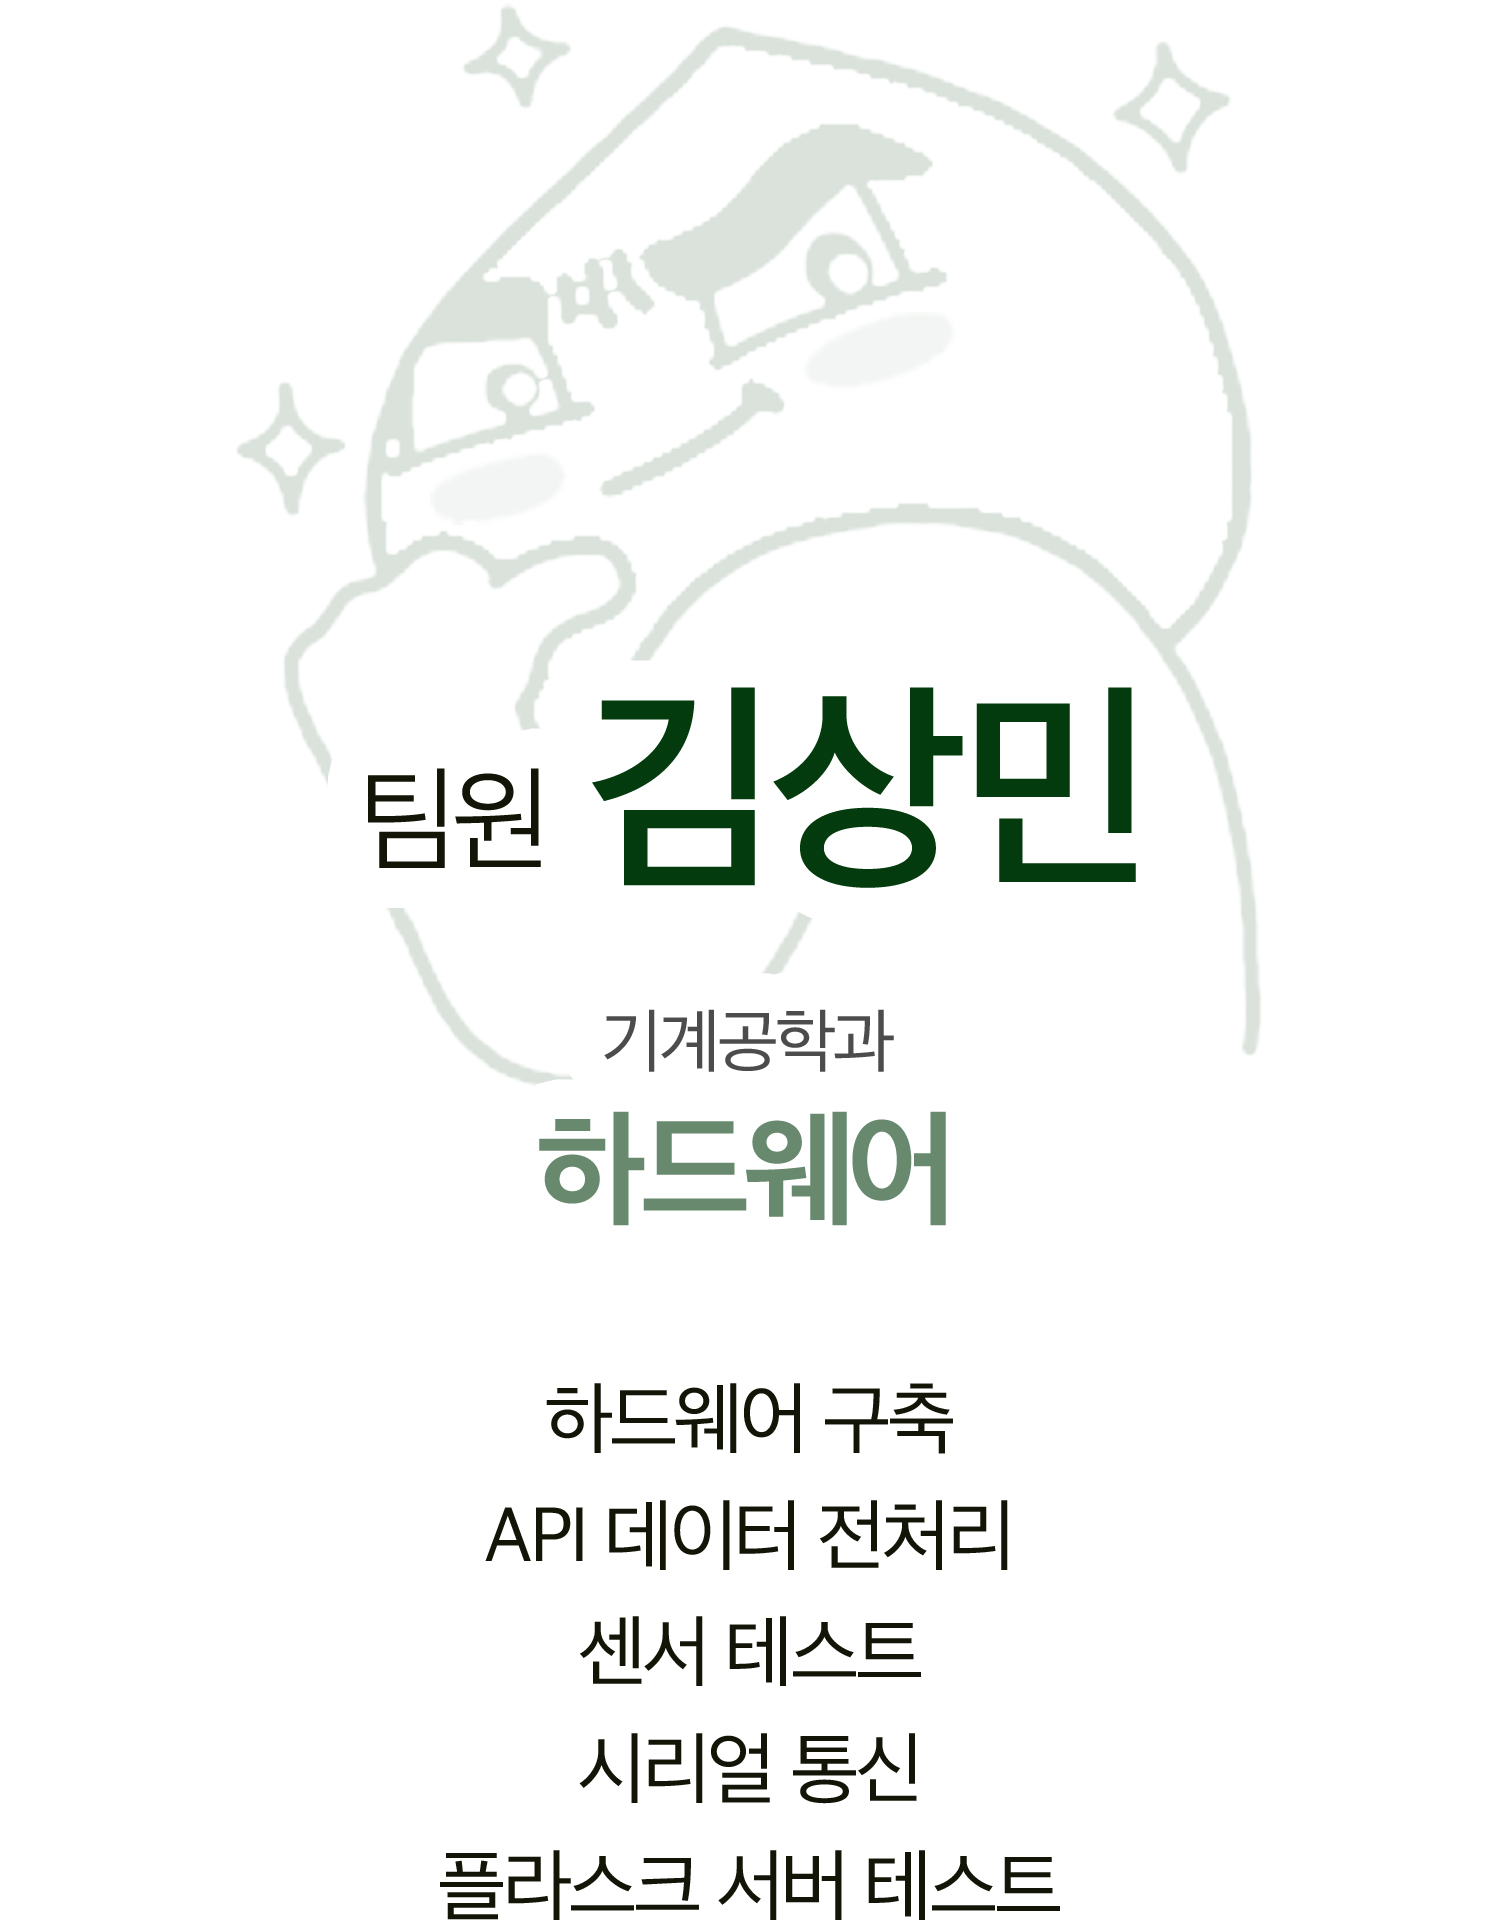 팀원 김상민
기계공학과
하드웨어
하드웨어 구축
API 데이터 전처리
센서 테스트
시리얼 통신
플라스크 서버 테스트